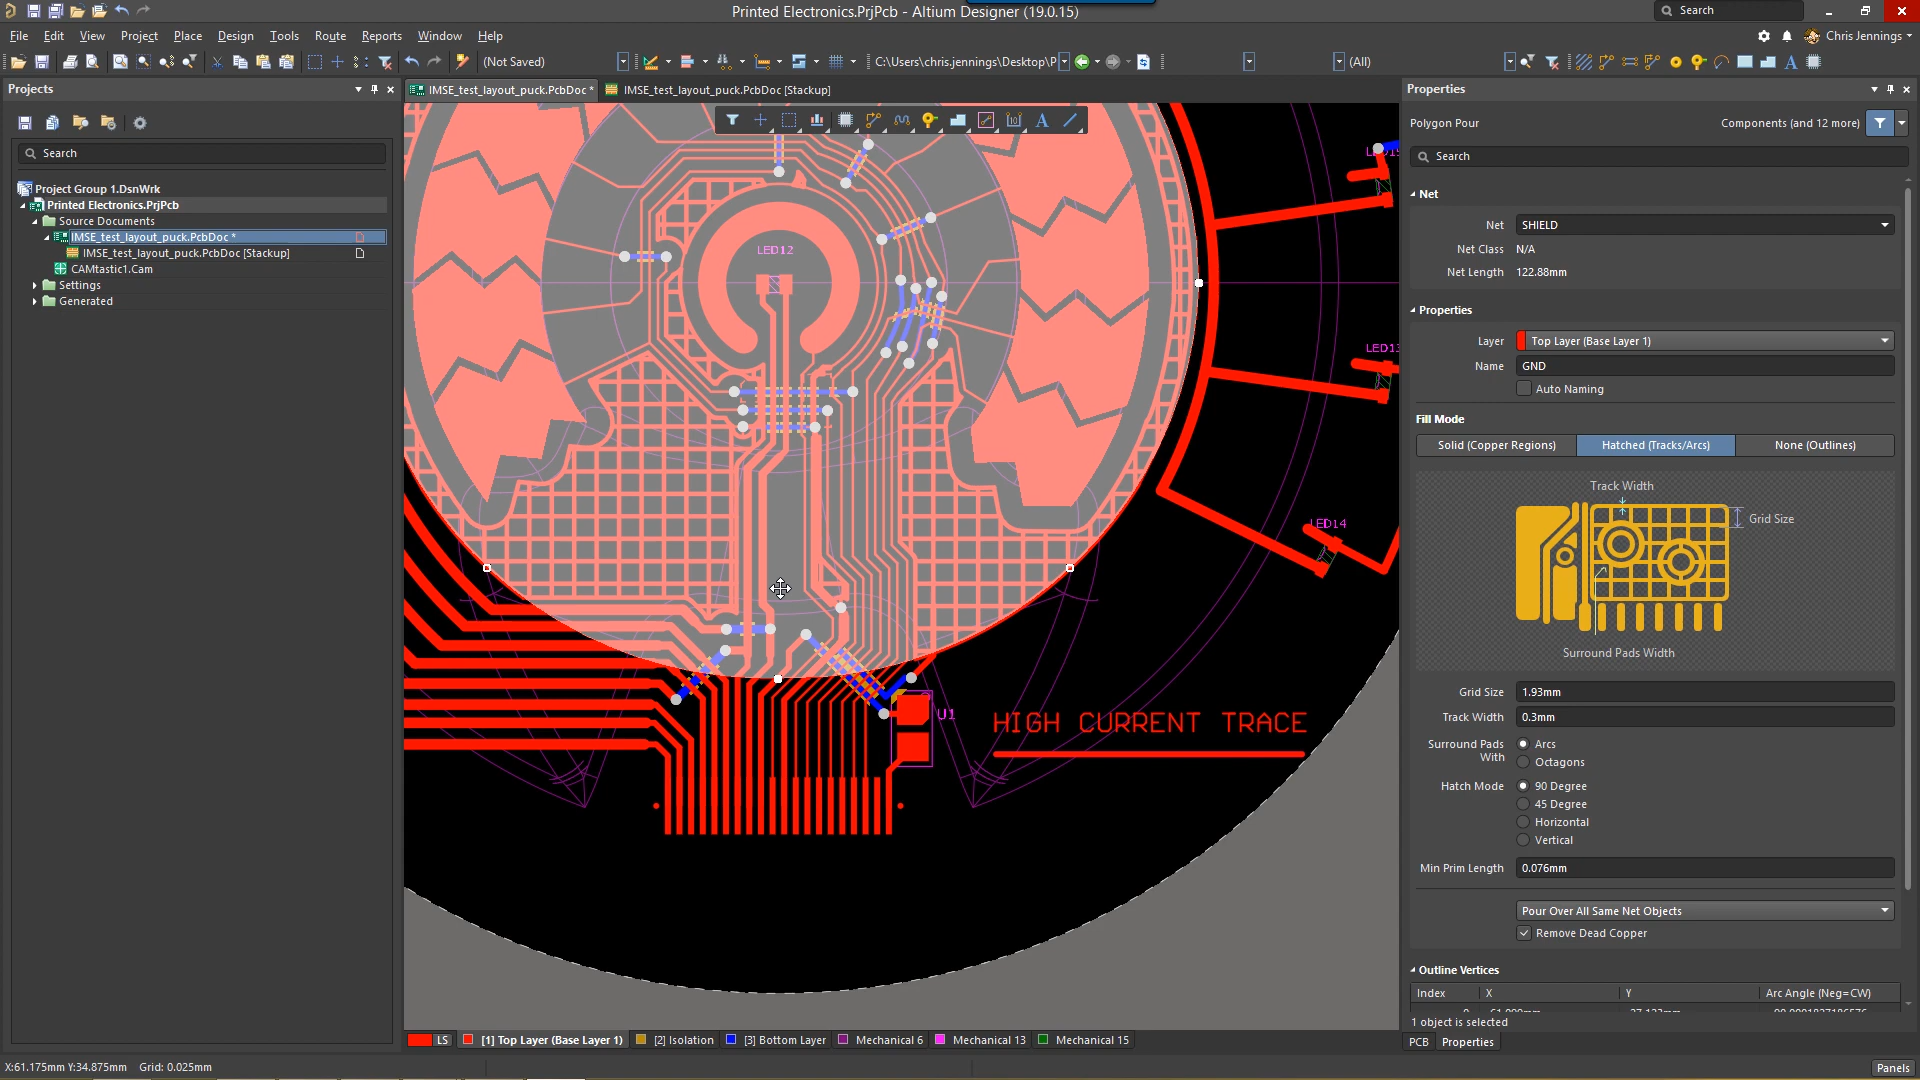 Printed Electronics.PrjPcb - Altium Designer (19.0.15)
Search
File Edit View Project Place Design Tools Route Reports Window Help
Chris Jennings
(Not Saved)
C:\Users\chris.jennings\Desktop\P
(All)
Projects
IMSE_test_layout_puck.PcbDoc *
IMSE_test_layout_puck.PcbDoc [Stackup]
Properties
Polygon Pour
Components (and 12 more)
Search
Search
Project Group 1.DsnWrk
Printed Electronics.PrjPcb
Source Documents
IMSE_test_layout_puck.PcbDoc *
IMSE_test_layout_puck.PcbDoc [Stackup]
CAMtastic1.Cam
Settings
Generated
LED12
LED13
LED14
U1
HIGH CURRENT TRACE
Net
Net SHIELD
Net Class N/A
Net Length 122.88mm
Properties
Layer Top Layer (Base Layer 1)
Name GND
Auto Naming
Fill Mode
Solid (Copper Regions) Hatched (Tracks/Arcs) None (Outlines)
Track Width
Grid Size
Surround Pads Width
Grid Size 1.93mm
Track Width 0.3mm
Surround Pads With
Arcs
Octagons
Hatch Mode
90 Degree
45 Degree
Horizontal
Vertical
Min Prim Length 0.076mm
Pour Over All Same Net Objects
Remove Dead Copper
Outline Vertices
Index X Y Arc Angle (Neg=CW)
1 object is selected
PCB Properties
LS [1] Top Layer (Base Layer 1) [2] Isolation [3] Bottom Layer Mechanical 6 Mechanical 13 Mechanical 15
X:61.175mm Y:34.875mm Grid: 0.025mm
Panels